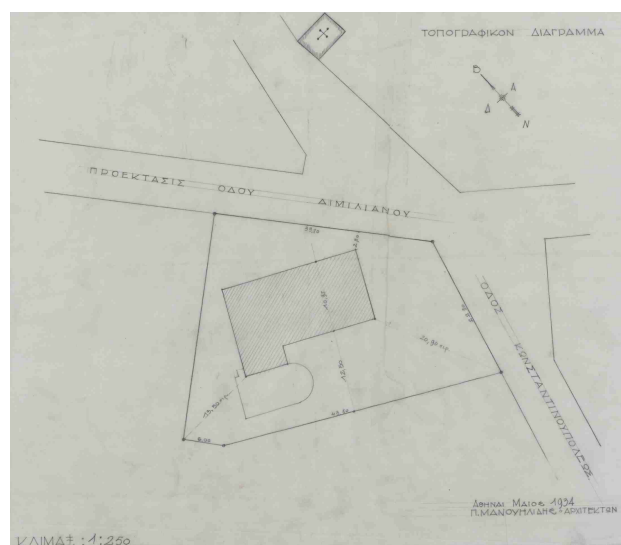 ΤΟΠΟΓΡΑΦΙΚΟΝ ΔΙΑΓΡΑΜΜΑ
Β
Δ
Α
Ν
ΠΡΟΕΚΤΑΣΙΣ ΟΔΟΥ ΑΙΜΙΛΙΑΝΟΥ
ΟΔΟΣ ΚΩΝΣΤΑΝΤΙΝΟΥΠΟΛΕΩΣ
ΑΘΗΝΑΙ ΜΑΙΟΣ 1934
Π. ΜΑΝΟΥΗΛΙΔΗΣ - ΑΡΧΙΤΕΚΤΩΝ
ΚΛΙΜΑΞ : 1:250